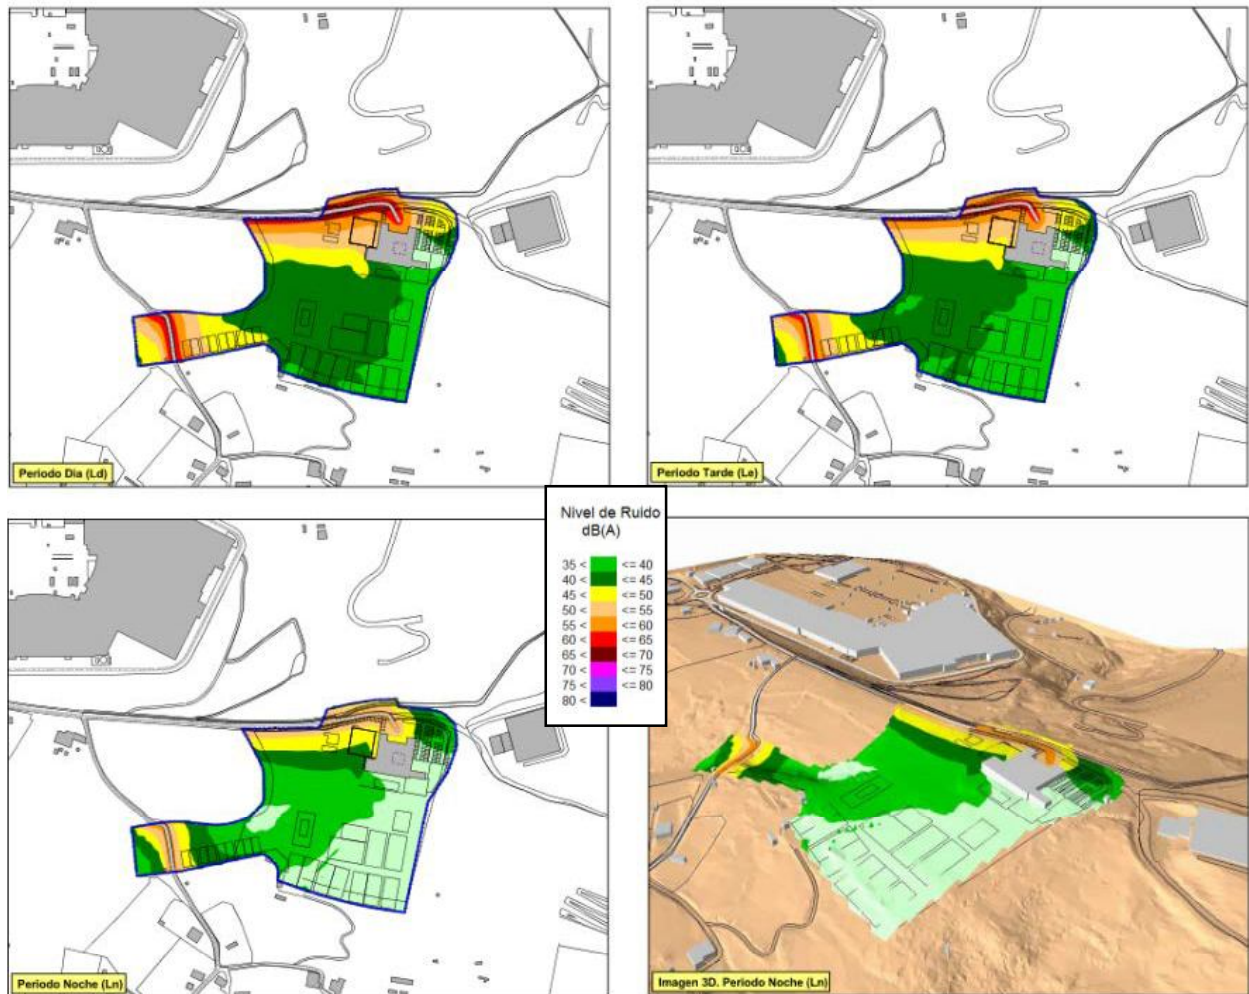 Periodo Dia (Ld)
Periodo Tarde (Le)
Nivel de Ruido
dB(A)
35 < <= 40
40 < <= 45
45 < <= 50
50 < <= 55
55 < <= 60
60 < <= 65
65 < <= 70
70 < <= 75
75 < <= 80
80 <
Periodo Noche (Ln)
Imagen 3D. Periodo Noche (Ln)